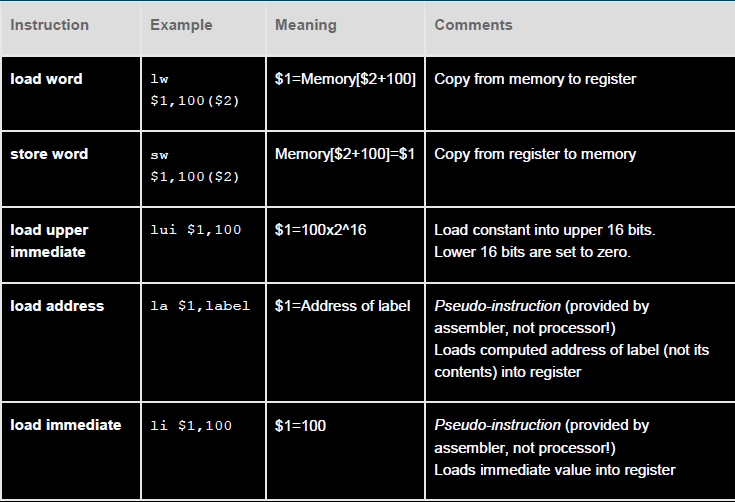 Instruction Example Meaning Comments
load word lw $1=Memory[$2+100] Copy from memory to register
$1,100($2)
store word sw Memory[$2+100]=$1 Copy from register to memory
$1,100($2)
load upper lui $1,100 $1=100x2^16 Load constant into upper 16 bits.
immediate Lower 16 bits are set to zero.
load address la $1,label $1=Address of label Pseudo-instruction (provided by
assembler, not processor!)
Loads computed address of label (not its
contents) into register
load immediate li $1,100 $1=100 Pseudo-instruction (provided by
assembler, not processor!)
Loads immediate value into register